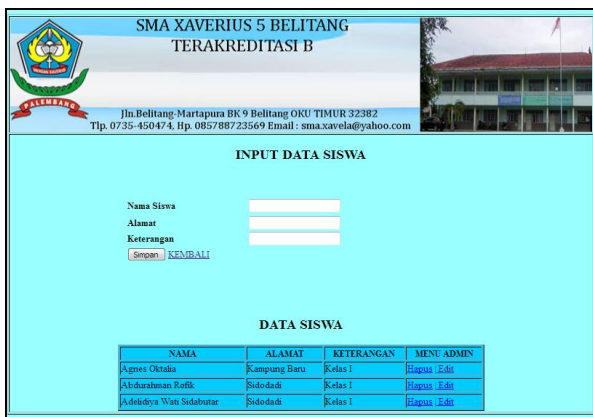 SMA XAVERIUS 5 BELITANG
TERAKREDITASI B
PALEMBANG
Jln.Belitang-Martapura BK 9 Belitang OKU TIMUR 32382
Tlp. 0735-450474, Hp. 085788723569 Email : sma.xavela@yahoo.com
INPUT DATA SISWA
Nama Siswa
Alamat
Keterangan
Simpan KEMBALI
DATA SISWA
NAMA ALAMAT KETERANGAN MENU ADMIN
Agnes Oktalia Kampung Baru Kelas I Hapus | Edit
Abdurahman Rofik Sidodadi Kelas I Hapus | Edit
Adelidiya Wati Sidabutar Sidodadi Kelas I Hapus | Edit